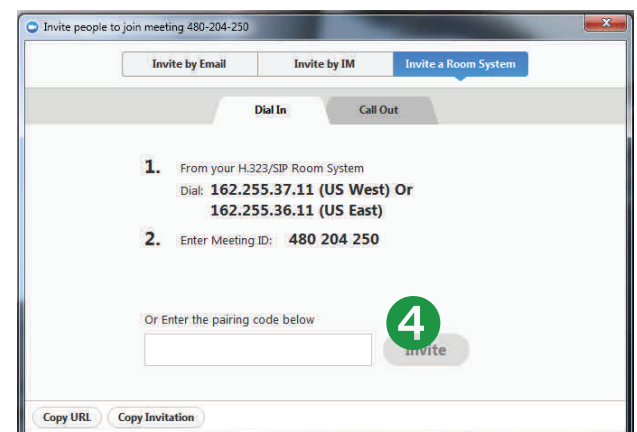 Invite people to join meeting 480-204-250
Invite by Email Invite by IM Invite a Room System
Dial In Call Out
1. From your H.323/SIP Room System
Dial: 162.255.37.11 (US West) Or
162.255.36.11 (US East)
2. Enter Meeting ID: 480 204 250
Or Enter the pairing code below
4
Invite
Copy URL Copy Invitation